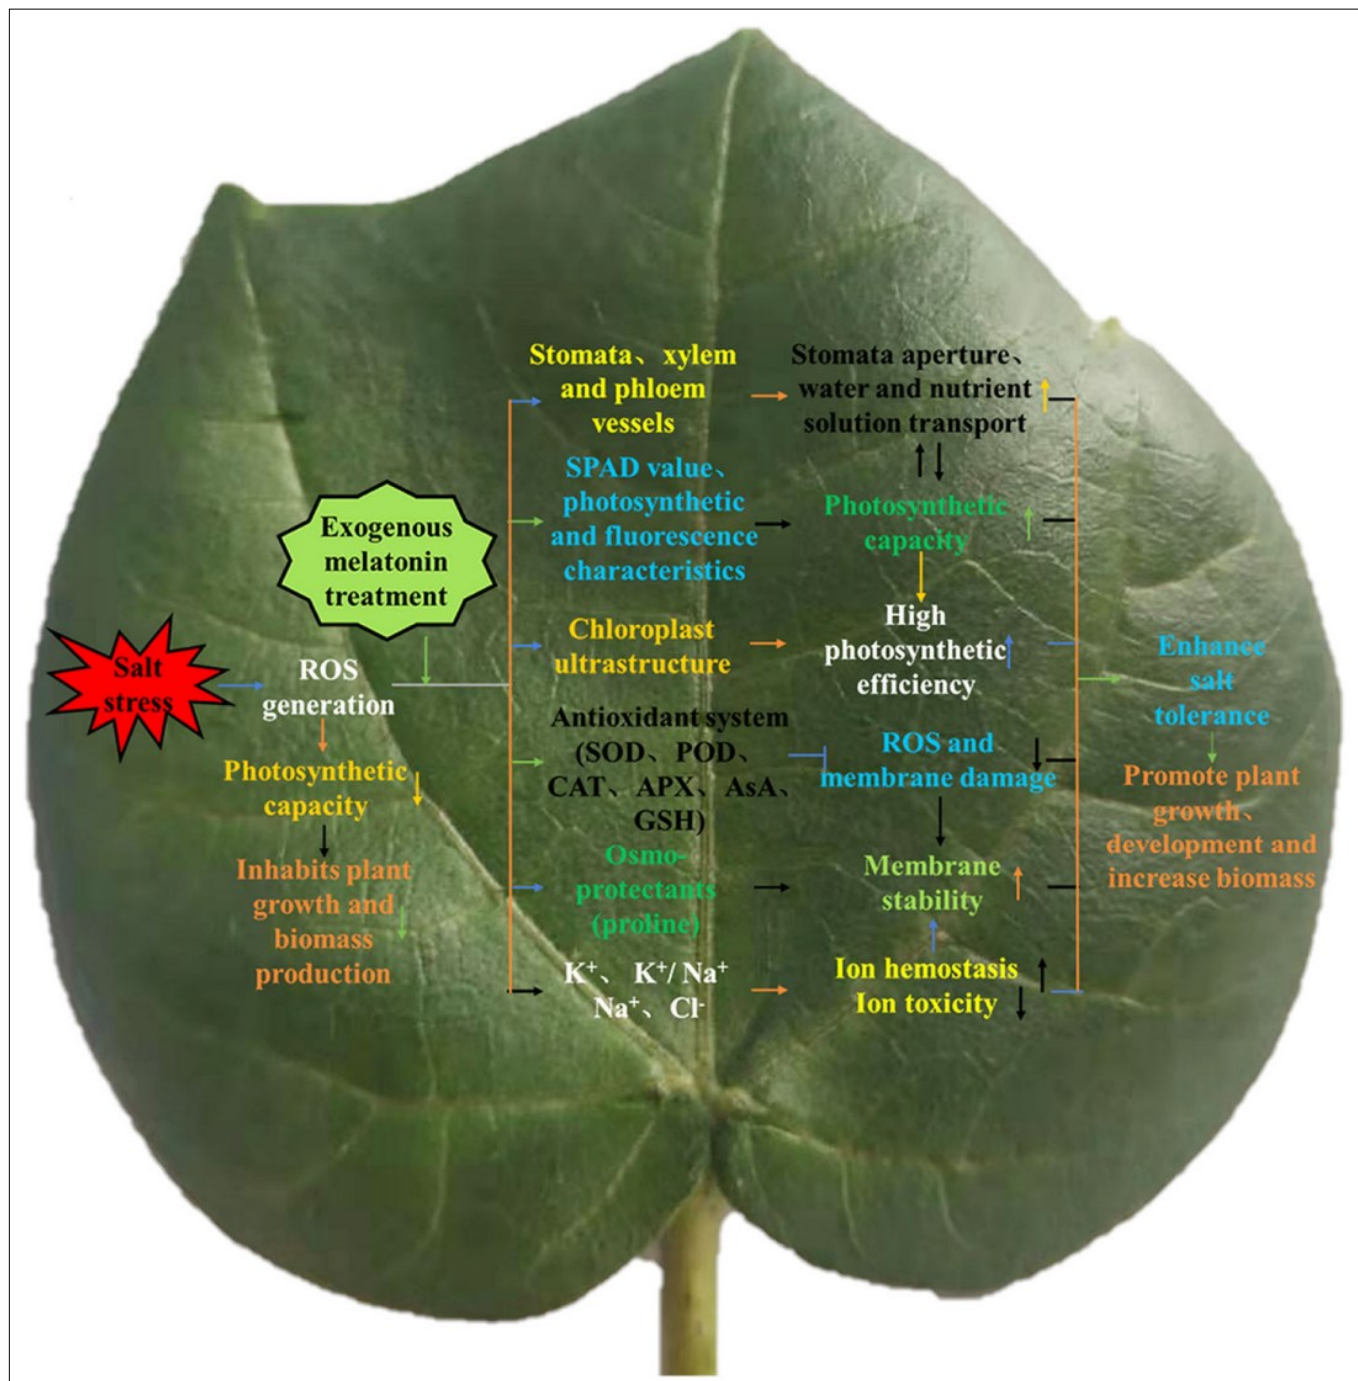 Salt
stress
ROS
generation
Exogenous
melatonin
treatment
Photosynthetic
capacity
Inhabits plant
growth and
biomass
production
Stomata、xylem
and phloem
vessels
SPAD value、
photosynthetic
and fluorescence
characteristics
Chloroplast
ultrastructure
Antioxidant system
(SOD、POD、
CAT、APX、AsA、
GSH)
Osmo-
protectants
(proline)
K⁺、 K⁺/ Na⁺
Na⁺、Cl⁻
Stomata aperture、
water and nutrient
solution transport
Photosynthetic
capacity
High
photosynthetic
efficiency
ROS and
membrane damage
Membrane
stability
Ion hemostasis
Ion toxicity
Enhance
salt
tolerance
Promote plant
growth、
development and
increase biomass